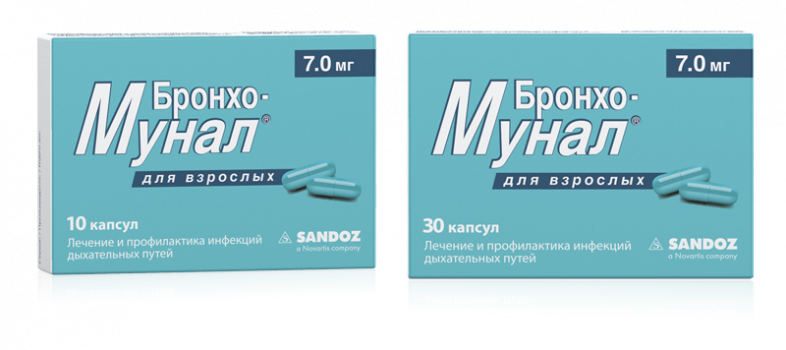 7.0 мг
Бронхо-
Мунал®
для взрослых
10 капсул
Лечение и профилактика инфекций
дыхательных путей
SANDOZ
a Novartis company
7.0 мг
Бронхо-
Мунал®
для взрослых
30 капсул
Лечение и профилактика инфекций
дыхательных путей
SANDOZ
a Novartis company